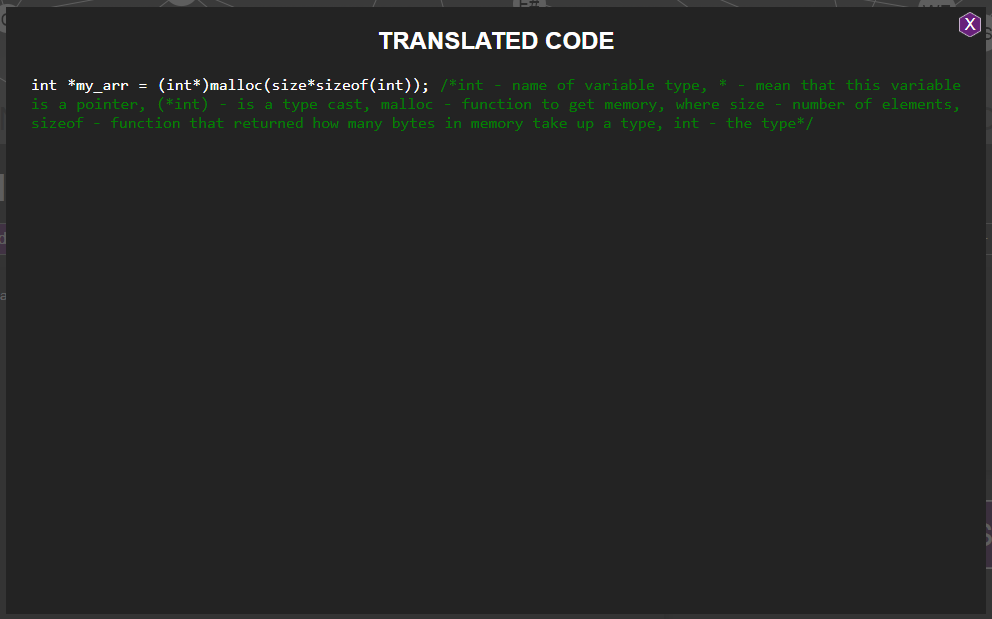 TRANSLATED CODE
X
int *my_arr = (int*)malloc(size*sizeof(int)); /*int - name of variable type, * - mean that this variable
is a pointer, (*int) - is a type cast, malloc - function to get memory, where size - number of elements,
sizeof - function that returned how many bytes in memory take up a type, int - the type*/